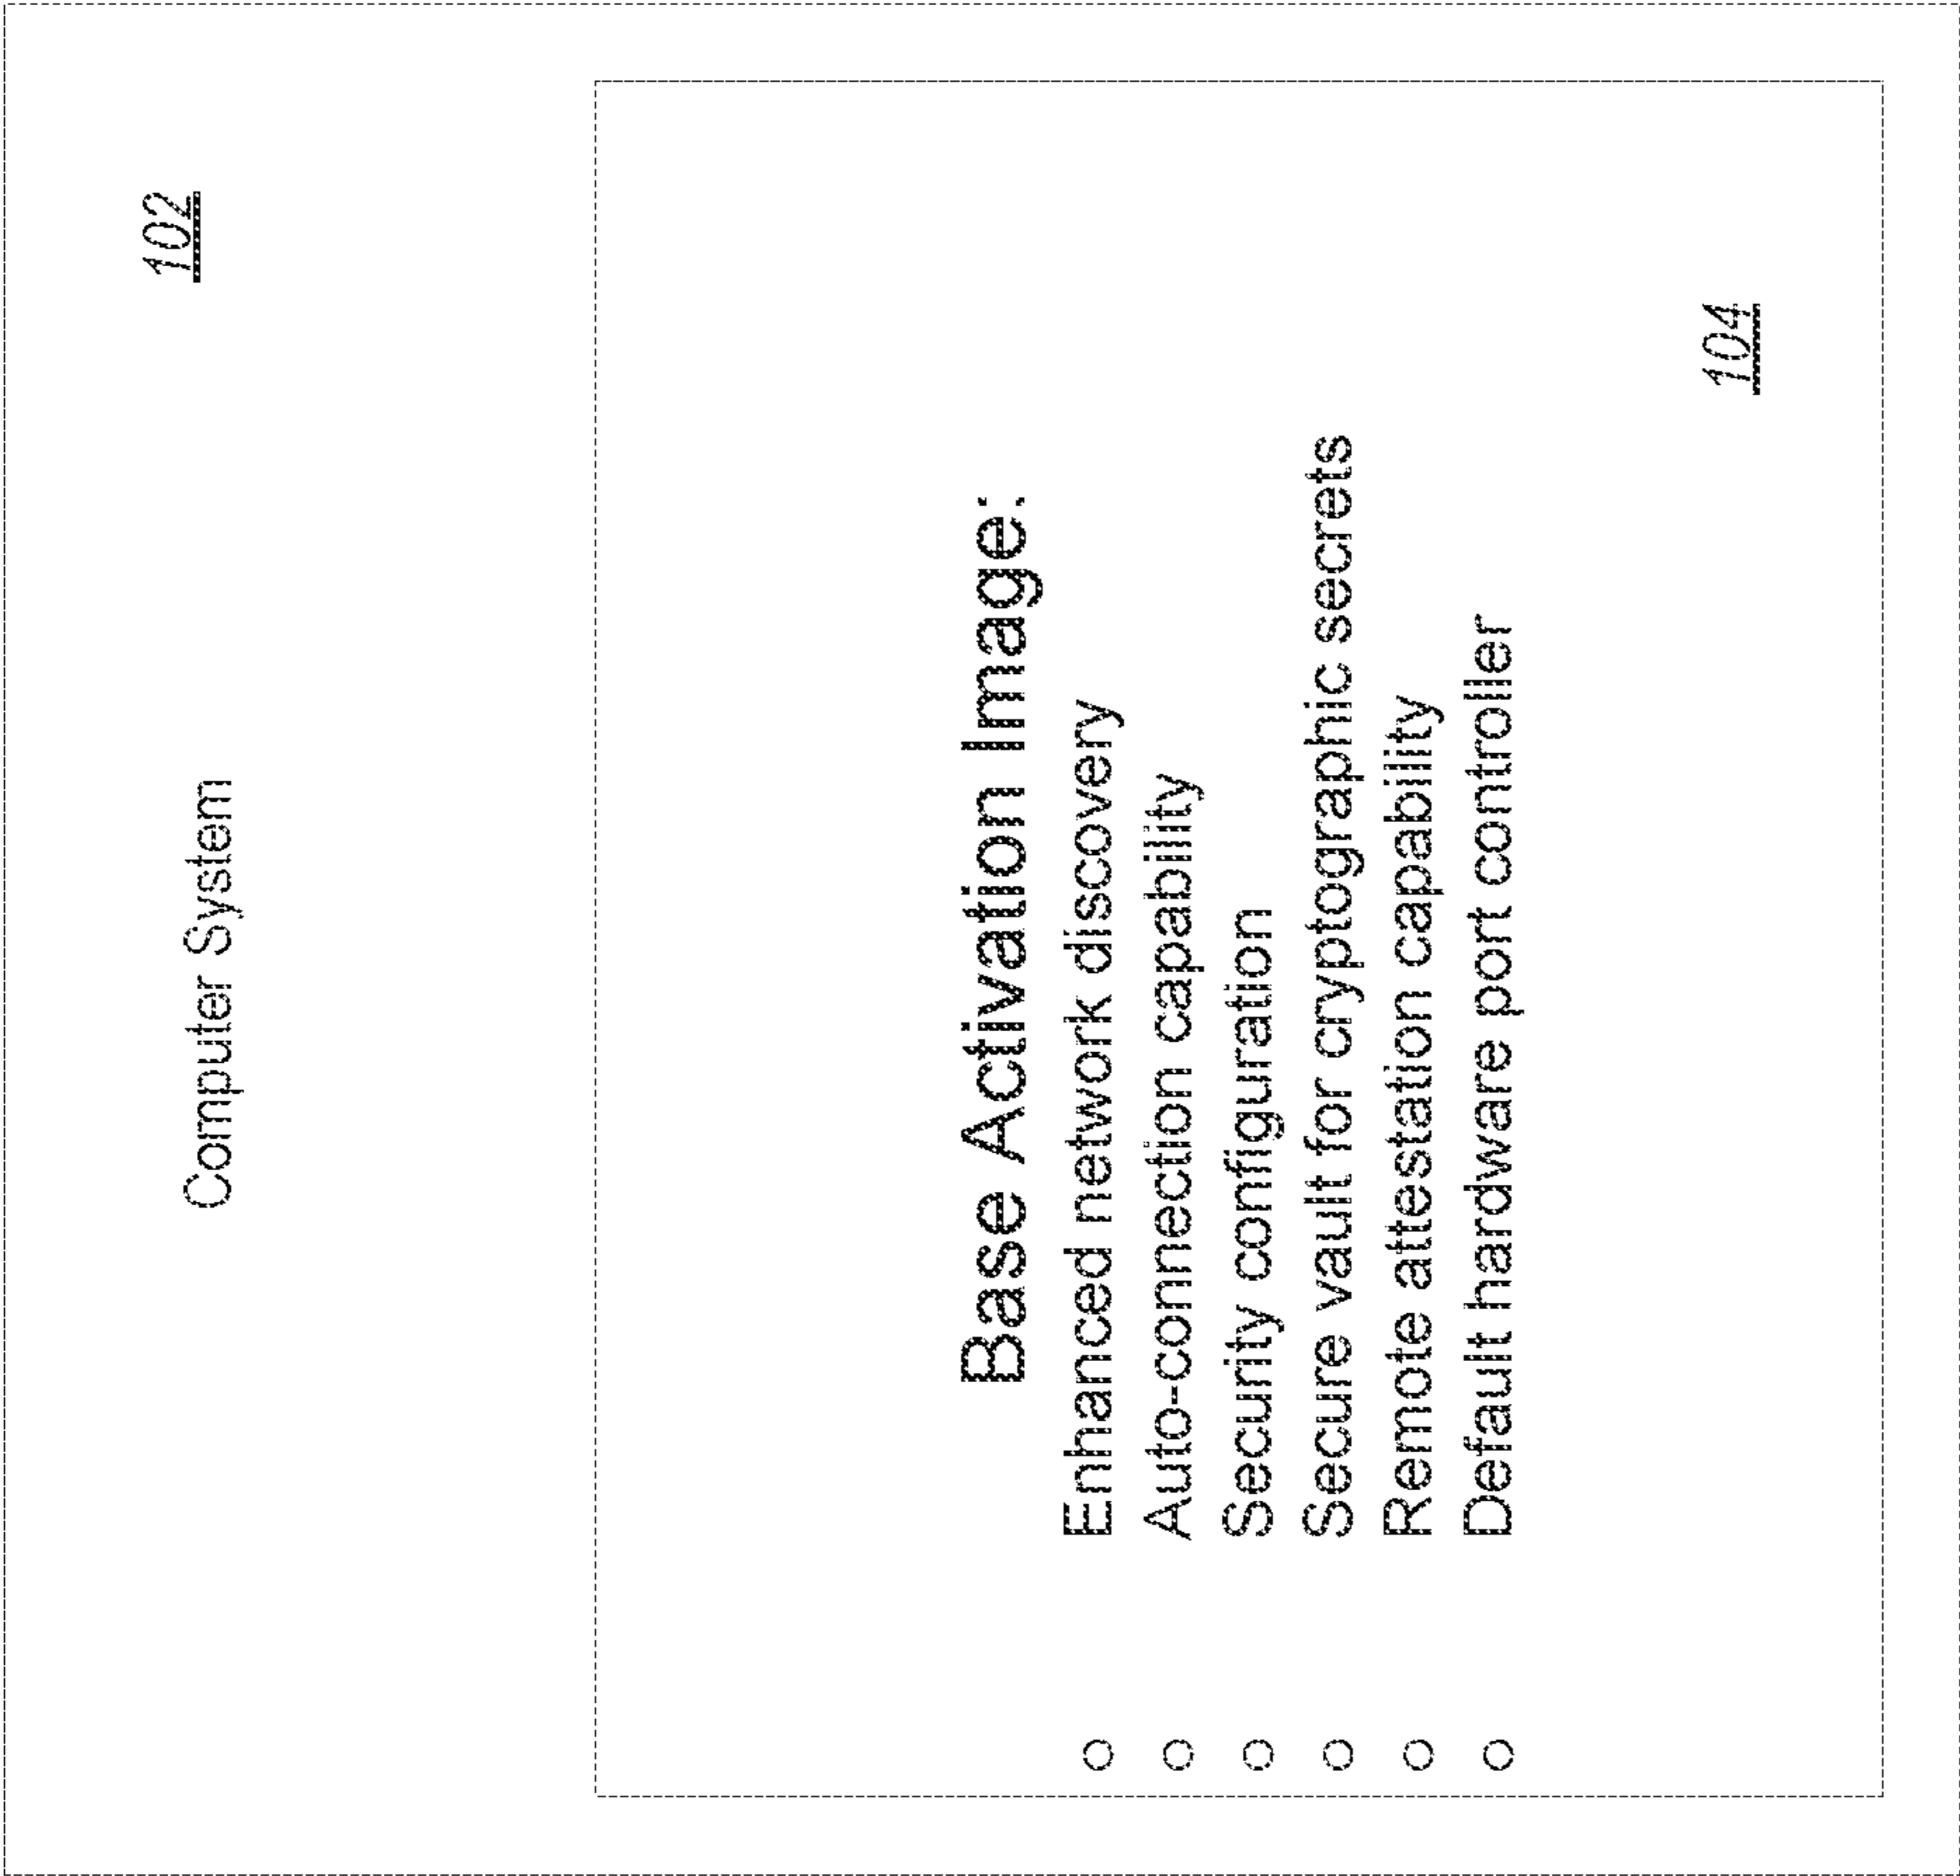 Computer System
102
Base Activation Image:
○ Enhanced network discovery
○ Auto-connection capability
○ Security configuration
○ Secure vault for cryptographic secrets
○ Remote attestation capability
○ Default hardware port controller
104